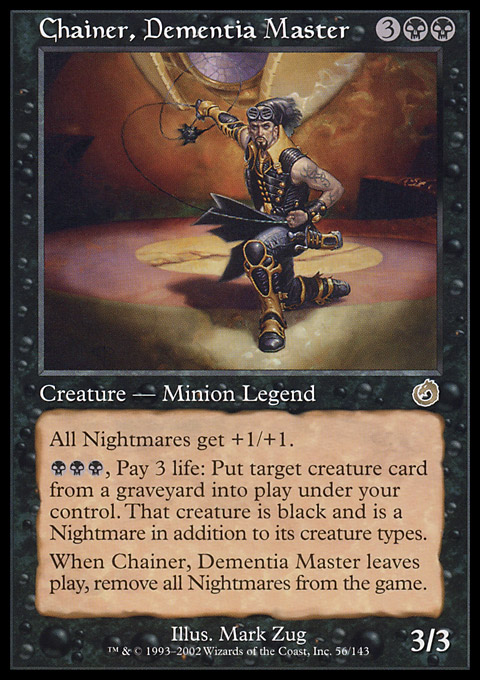 Chainer, Dementia Master 3
Creature — Minion Legend
All Nightmares get +1/+1.
, Pay 3 life: Put target creature card
from a graveyard into play under your
control. That creature is black and is a
Nightmare in addition to its creature types.
When Chainer, Dementia Master leaves
play, remove all Nightmares from the game.
Illus. Mark Zug
™ & © 1993–2002 Wizards of the Coast, Inc. 56/143
3/3